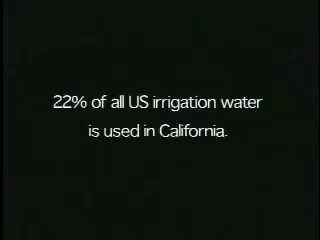 22% of all US irrigation water
is used in California.